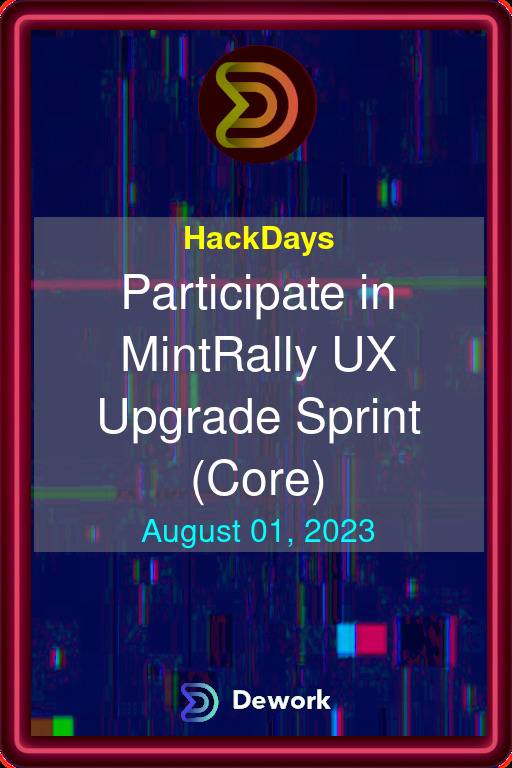 HackDays
Participate in
MintRally UX
Upgrade Sprint
(Core)
August 01, 2023
Dework